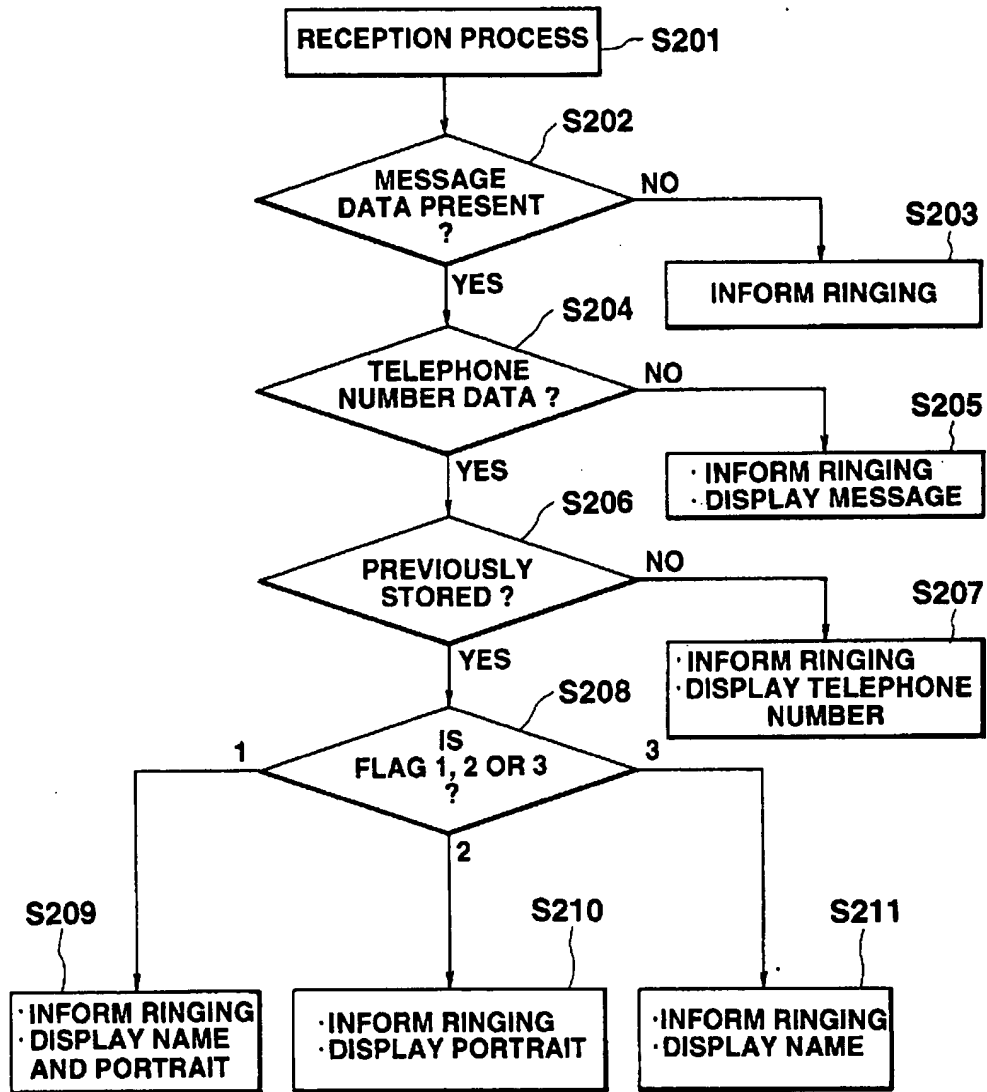 RECEPTION PROCESS
S201
S202
MESSAGE
DATA PRESENT
?
NO
S203
INFORM RINGING
YES
S204
TELEPHONE
NUMBER DATA ?
NO
S205
· INFORM RINGING
· DISPLAY MESSAGE
YES
S206
PREVIOUSLY
STORED ?
NO
S207
· INFORM RINGING
· DISPLAY TELEPHONE
NUMBER
YES
S208
IS
FLAG 1, 2 OR 3
?
1
3
2
S209
· INFORM RINGING
· DISPLAY NAME
AND PORTRAIT
S210
· INFORM RINGING
· DISPLAY PORTRAIT
S211
· INFORM RINGING
· DISPLAY NAME